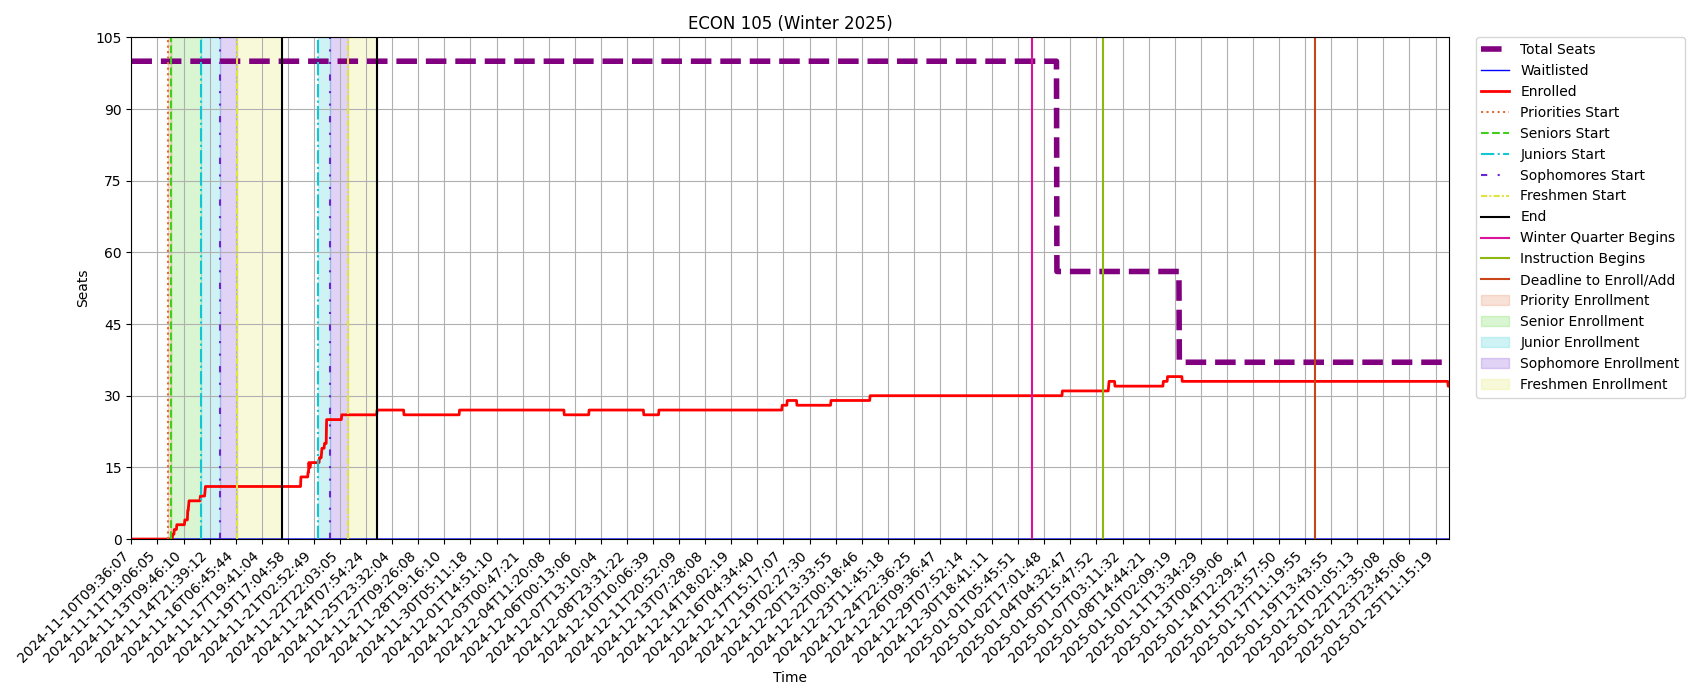 ECON 105 (Winter 2025)
105
90
75
60
45
30
15
0
Seats
2024-11-10T09:36:07
2024-11-11T19:06:05
2024-11-13T09:46:10
2024-11-14T21:39:12
2024-11-16T06:45:44
2024-11-17T19:41:04
2024-11-19T17:04:58
2024-11-21T02:52:49
2024-11-22T22:03:05
2024-11-24T07:54:24
2024-11-25T23:32:04
2024-11-27T09:26:08
2024-11-28T19:16:10
2024-11-30T05:11:18
2024-12-01T14:51:10
2024-12-03T00:47:21
2024-12-04T11:20:08
2024-12-06T00:13:06
2024-12-07T13:10:04
2024-12-08T23:31:22
2024-12-10T10:06:39
2024-12-11T20:52:09
2024-12-13T07:28:08
2024-12-14T18:02:19
2024-12-16T04:34:40
2024-12-17T15:17:07
2024-12-19T02:27:30
2024-12-20T13:33:55
2024-12-22T00:18:46
2024-12-23T11:45:18
2024-12-24T22:36:25
2024-12-26T09:36:47
2024-12-29T07:52:14
2024-12-30T18:41:11
2025-01-01T05:45:51
2025-01-02T17:01:48
2025-01-04T04:32:47
2025-01-05T15:47:52
2025-01-07T03:11:32
2025-01-08T14:44:21
2025-01-10T02:09:19
2025-01-11T13:34:29
2025-01-13T00:59:06
2025-01-14T12:29:47
2025-01-15T23:57:50
2025-01-17T11:19:55
2025-01-19T13:43:55
2025-01-21T01:05:13
2025-01-22T12:35:08
2025-01-23T23:45:06
2025-01-25T11:15:19
Time
Total Seats
Waitlisted
Enrolled
Priorities Start
Seniors Start
Juniors Start
Sophomores Start
Freshmen Start
End
Winter Quarter Begins
Instruction Begins
Deadline to Enroll/Add
Priority Enrollment
Senior Enrollment
Junior Enrollment
Sophomore Enrollment
Freshmen Enrollment